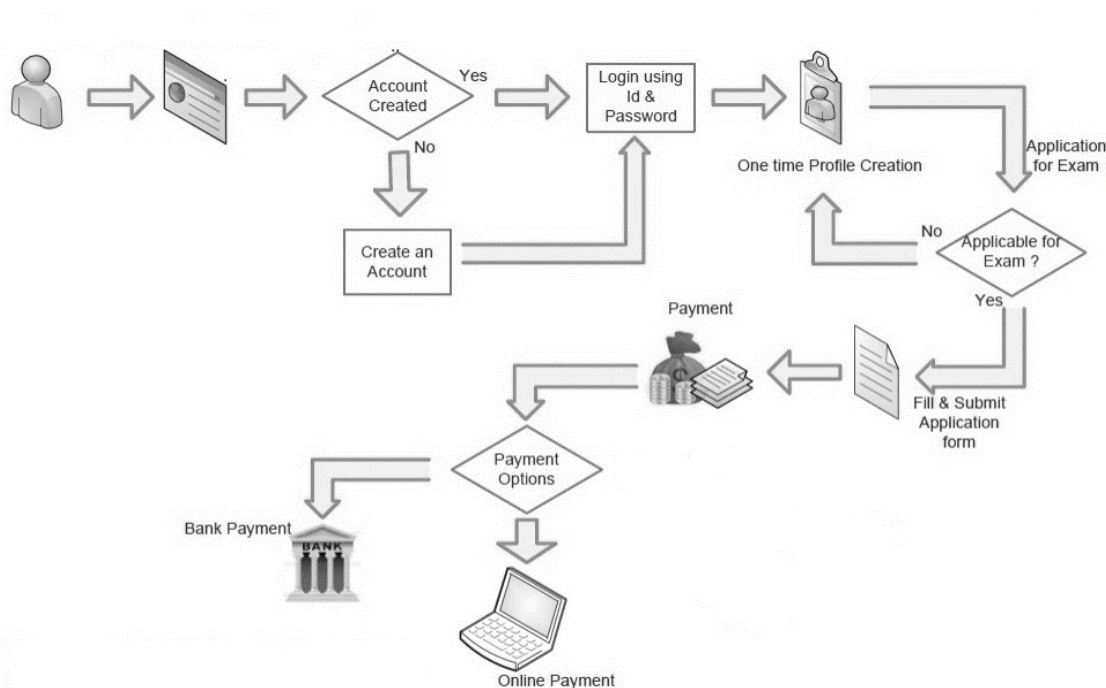 Account
Created
Yes
No
Create an
Account
Login using
Id &
Password
One time Profile Creation
Application
for Exam
Applicable for
Exam ?
No
Yes
Fill & Submit
Application
form
Payment
Payment
Options
Bank Payment
BANK
Online Payment